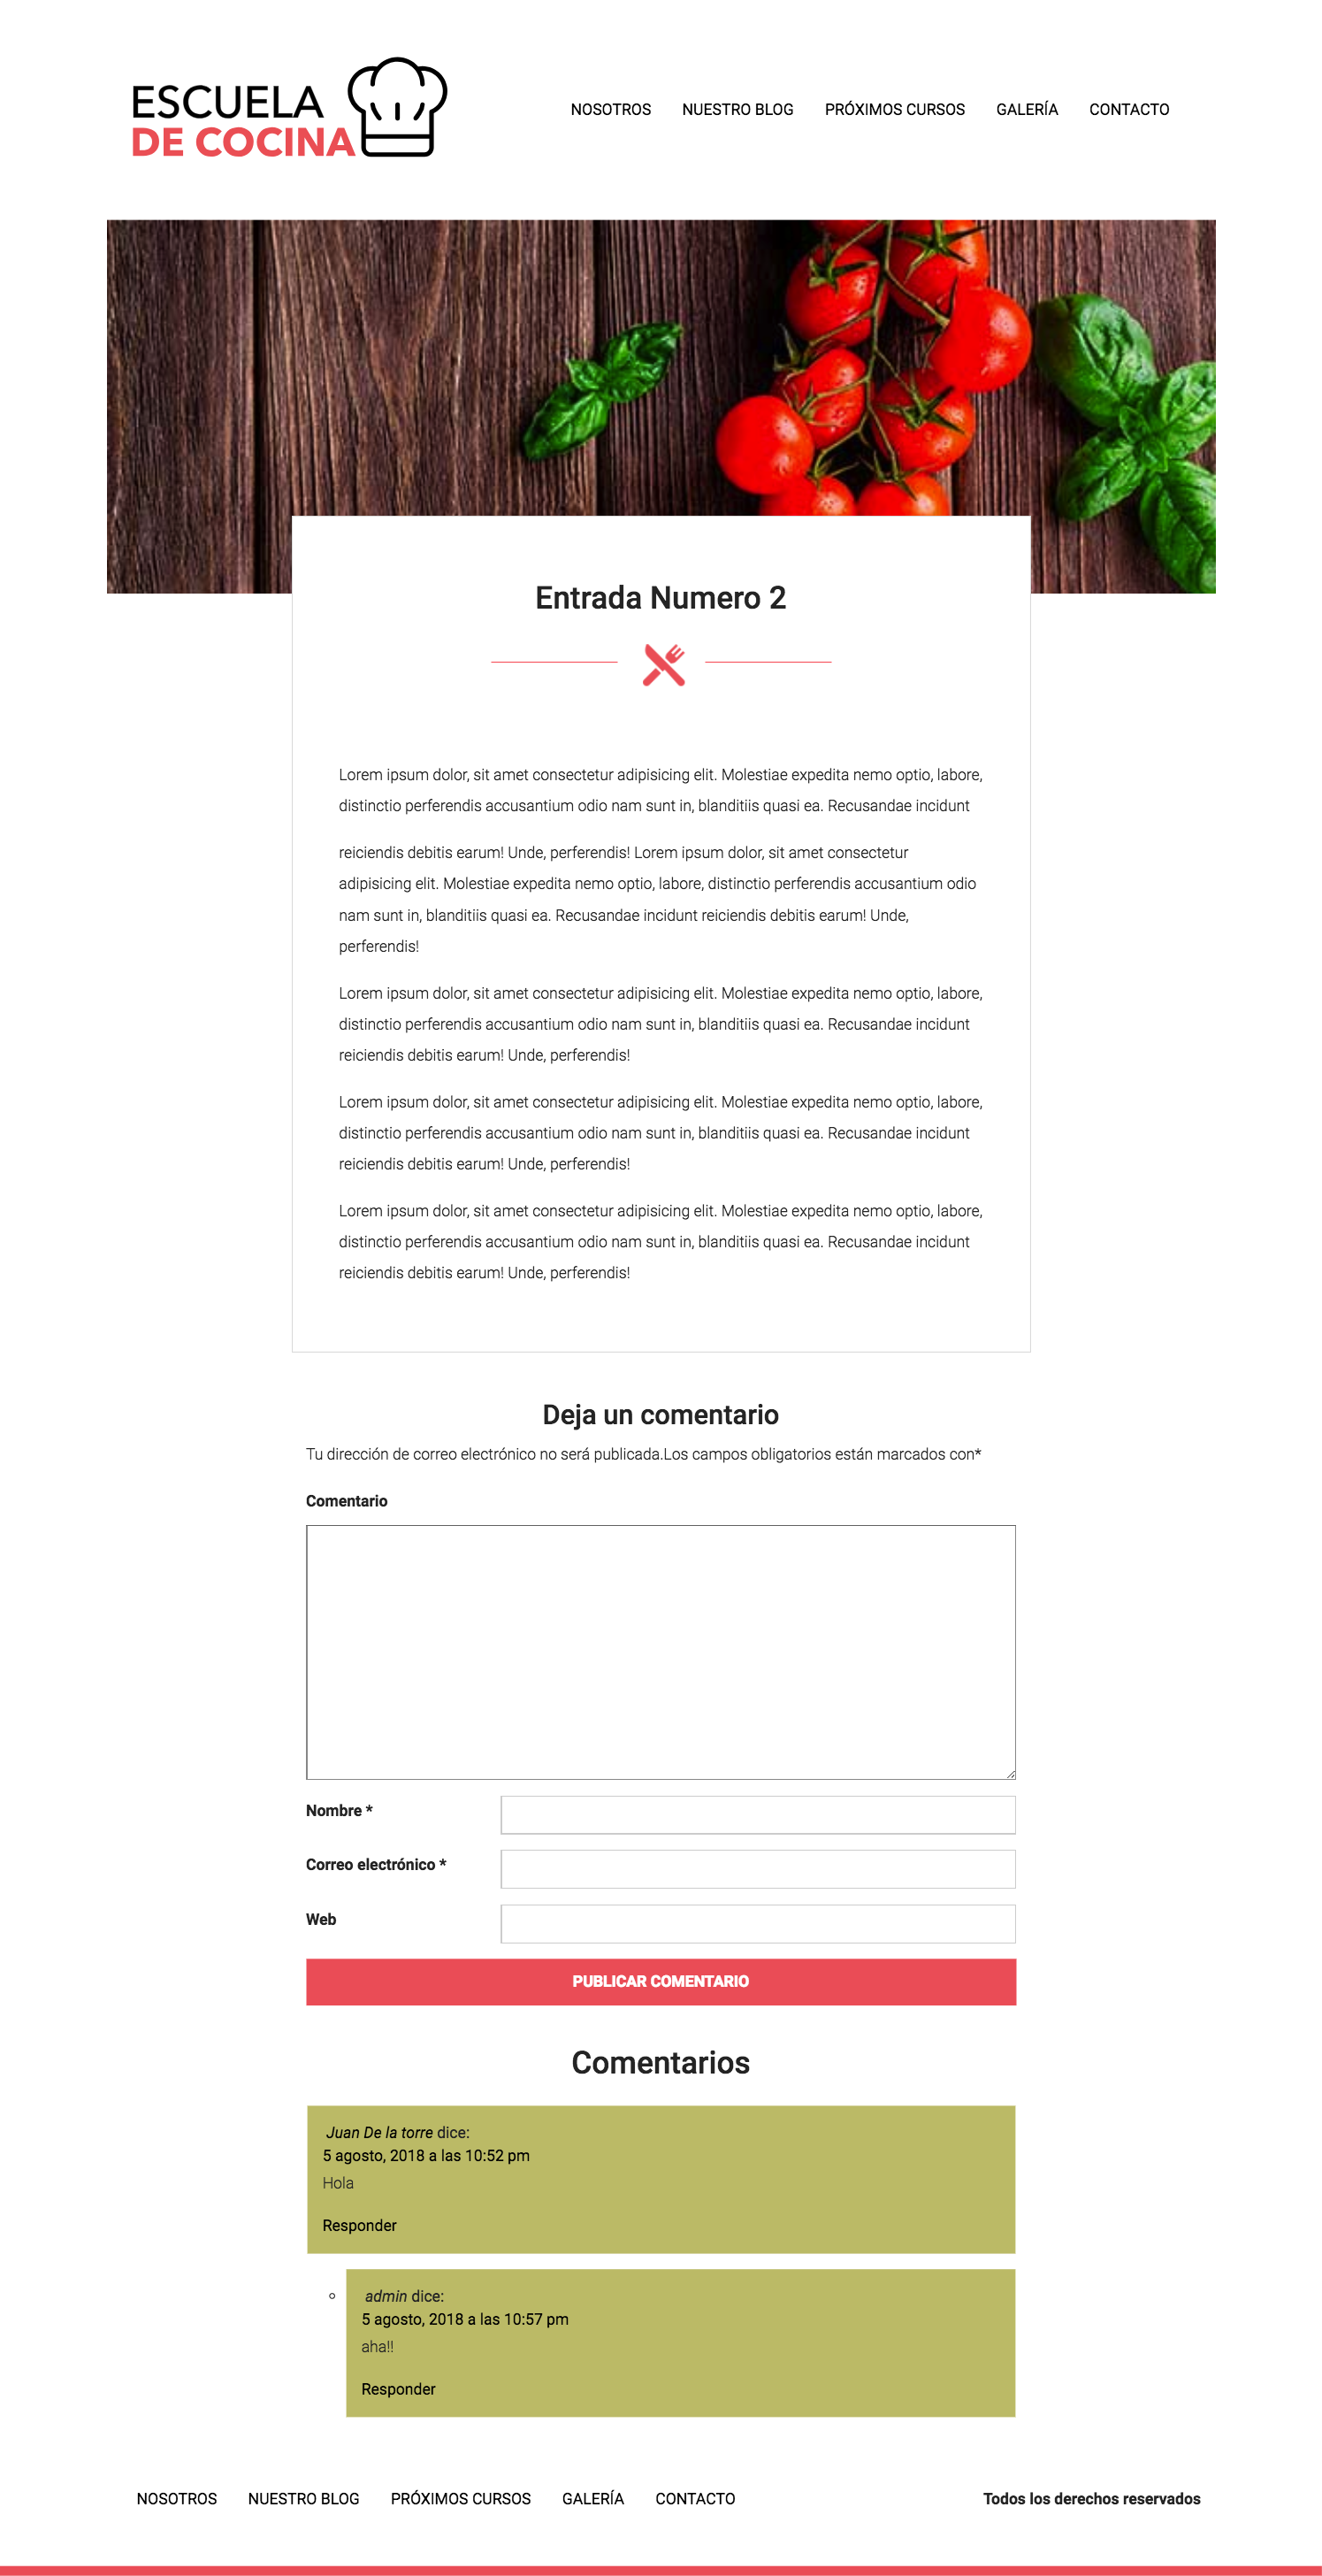 ESCUELA
DE COCINA
NOSOTROS NUESTRO BLOG PRÓXIMOS CURSOS GALERÍA CONTACTO
Entrada Numero 2
Lorem ipsum dolor, sit amet consectetur adipisicing elit. Molestiae expedita nemo optio, labore,
distinctio perferendis accusantium odio nam sunt in, blanditiis quasi ea. Recusandae incidunt
reiciendis debitis earum! Unde, perferendis! Lorem ipsum dolor, sit amet consectetur
adipisicing elit. Molestiae expedita nemo optio, labore, distinctio perferendis accusantium odio
nam sunt in, blanditiis quasi ea. Recusandae incidunt reiciendis debitis earum! Unde,
perferendis!
Lorem ipsum dolor, sit amet consectetur adipisicing elit. Molestiae expedita nemo optio, labore,
distinctio perferendis accusantium odio nam sunt in, blanditiis quasi ea. Recusandae incidunt
reiciendis debitis earum! Unde, perferendis!
Lorem ipsum dolor, sit amet consectetur adipisicing elit. Molestiae expedita nemo optio, labore,
distinctio perferendis accusantium odio nam sunt in, blanditiis quasi ea. Recusandae incidunt
reiciendis debitis earum! Unde, perferendis!
Lorem ipsum dolor, sit amet consectetur adipisicing elit. Molestiae expedita nemo optio, labore,
distinctio perferendis accusantium odio nam sunt in, blanditiis quasi ea. Recusandae incidunt
reiciendis debitis earum! Unde, perferendis!
Deja un comentario
Tu dirección de correo electrónico no será publicada.Los campos obligatorios están marcados con*
Comentario
Nombre *
Correo electrónico *
Web
PUBLICAR COMENTARIO
Comentarios
Juan De la torre dice:
5 agosto, 2018 a las 10:52 pm
Hola
Responder
admin dice:
5 agosto, 2018 a las 10:57 pm
aha!!
Responder
NOSOTROS NUESTRO BLOG PRÓXIMOS CURSOS GALERÍA CONTACTO Todos los derechos reservados